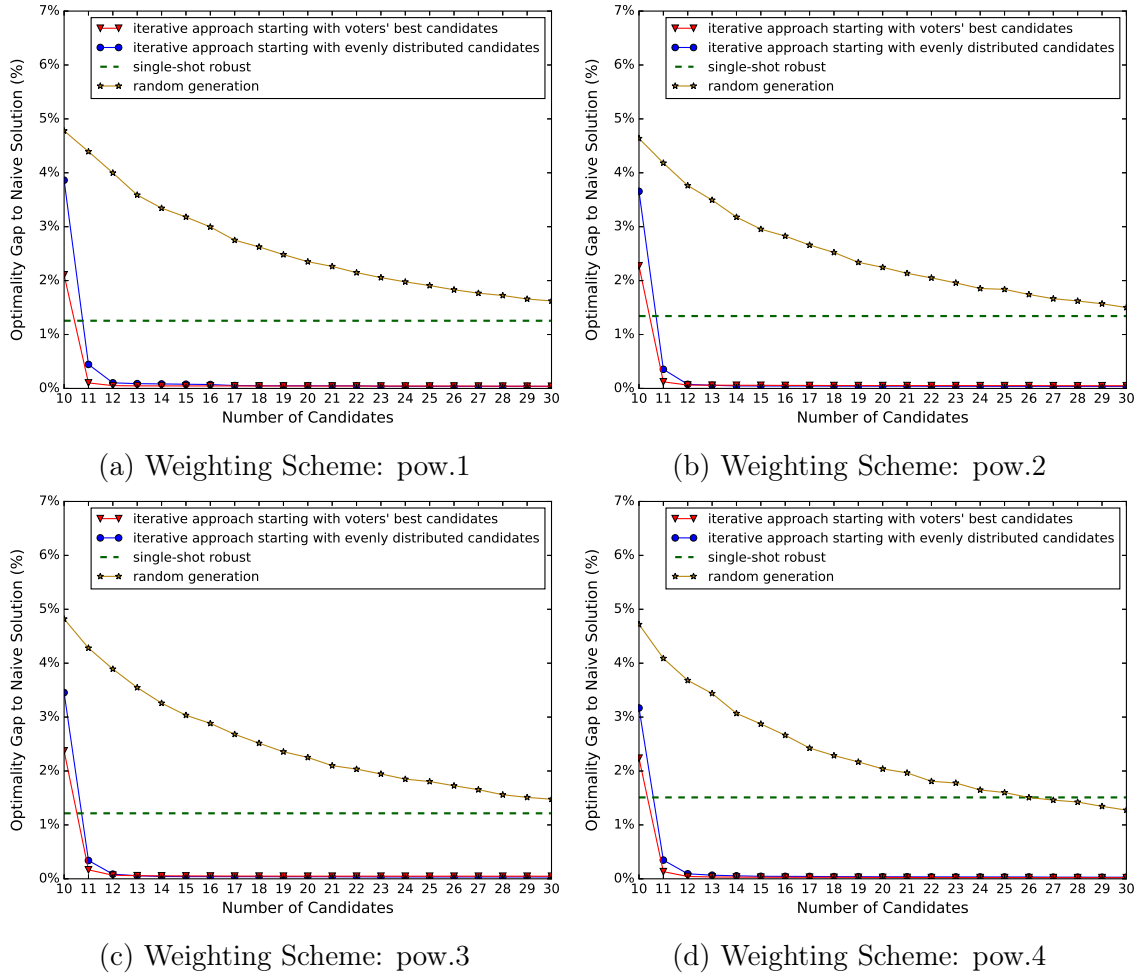 7%
6%
5%
4%
3%
2%
1%
0%
Optimality Gap to Naive Solution (%)
iterative approach starting with voters' best candidates
iterative approach starting with evenly distributed candidates
single-shot robust
random generation
10 11 12 13 14 15 16 17 18 19 20 21 22 23 24 25 26 27 28 29 30
Number of Candidates
(a) Weighting Scheme: pow.1
7%
6%
5%
4%
3%
2%
1%
0%
Optimality Gap to Naive Solution (%)
iterative approach starting with voters' best candidates
iterative approach starting with evenly distributed candidates
single-shot robust
random generation
10 11 12 13 14 15 16 17 18 19 20 21 22 23 24 25 26 27 28 29 30
Number of Candidates
(b) Weighting Scheme: pow.2
7%
6%
5%
4%
3%
2%
1%
0%
Optimality Gap to Naive Solution (%)
iterative approach starting with voters' best candidates
iterative approach starting with evenly distributed candidates
single-shot robust
random generation
10 11 12 13 14 15 16 17 18 19 20 21 22 23 24 25 26 27 28 29 30
Number of Candidates
(c) Weighting Scheme: pow.3
7%
6%
5%
4%
3%
2%
1%
0%
Optimality Gap to Naive Solution (%)
iterative approach starting with voters' best candidates
iterative approach starting with evenly distributed candidates
single-shot robust
random generation
10 11 12 13 14 15 16 17 18 19 20 21 22 23 24 25 26 27 28 29 30
Number of Candidates
(d) Weighting Scheme: pow.4